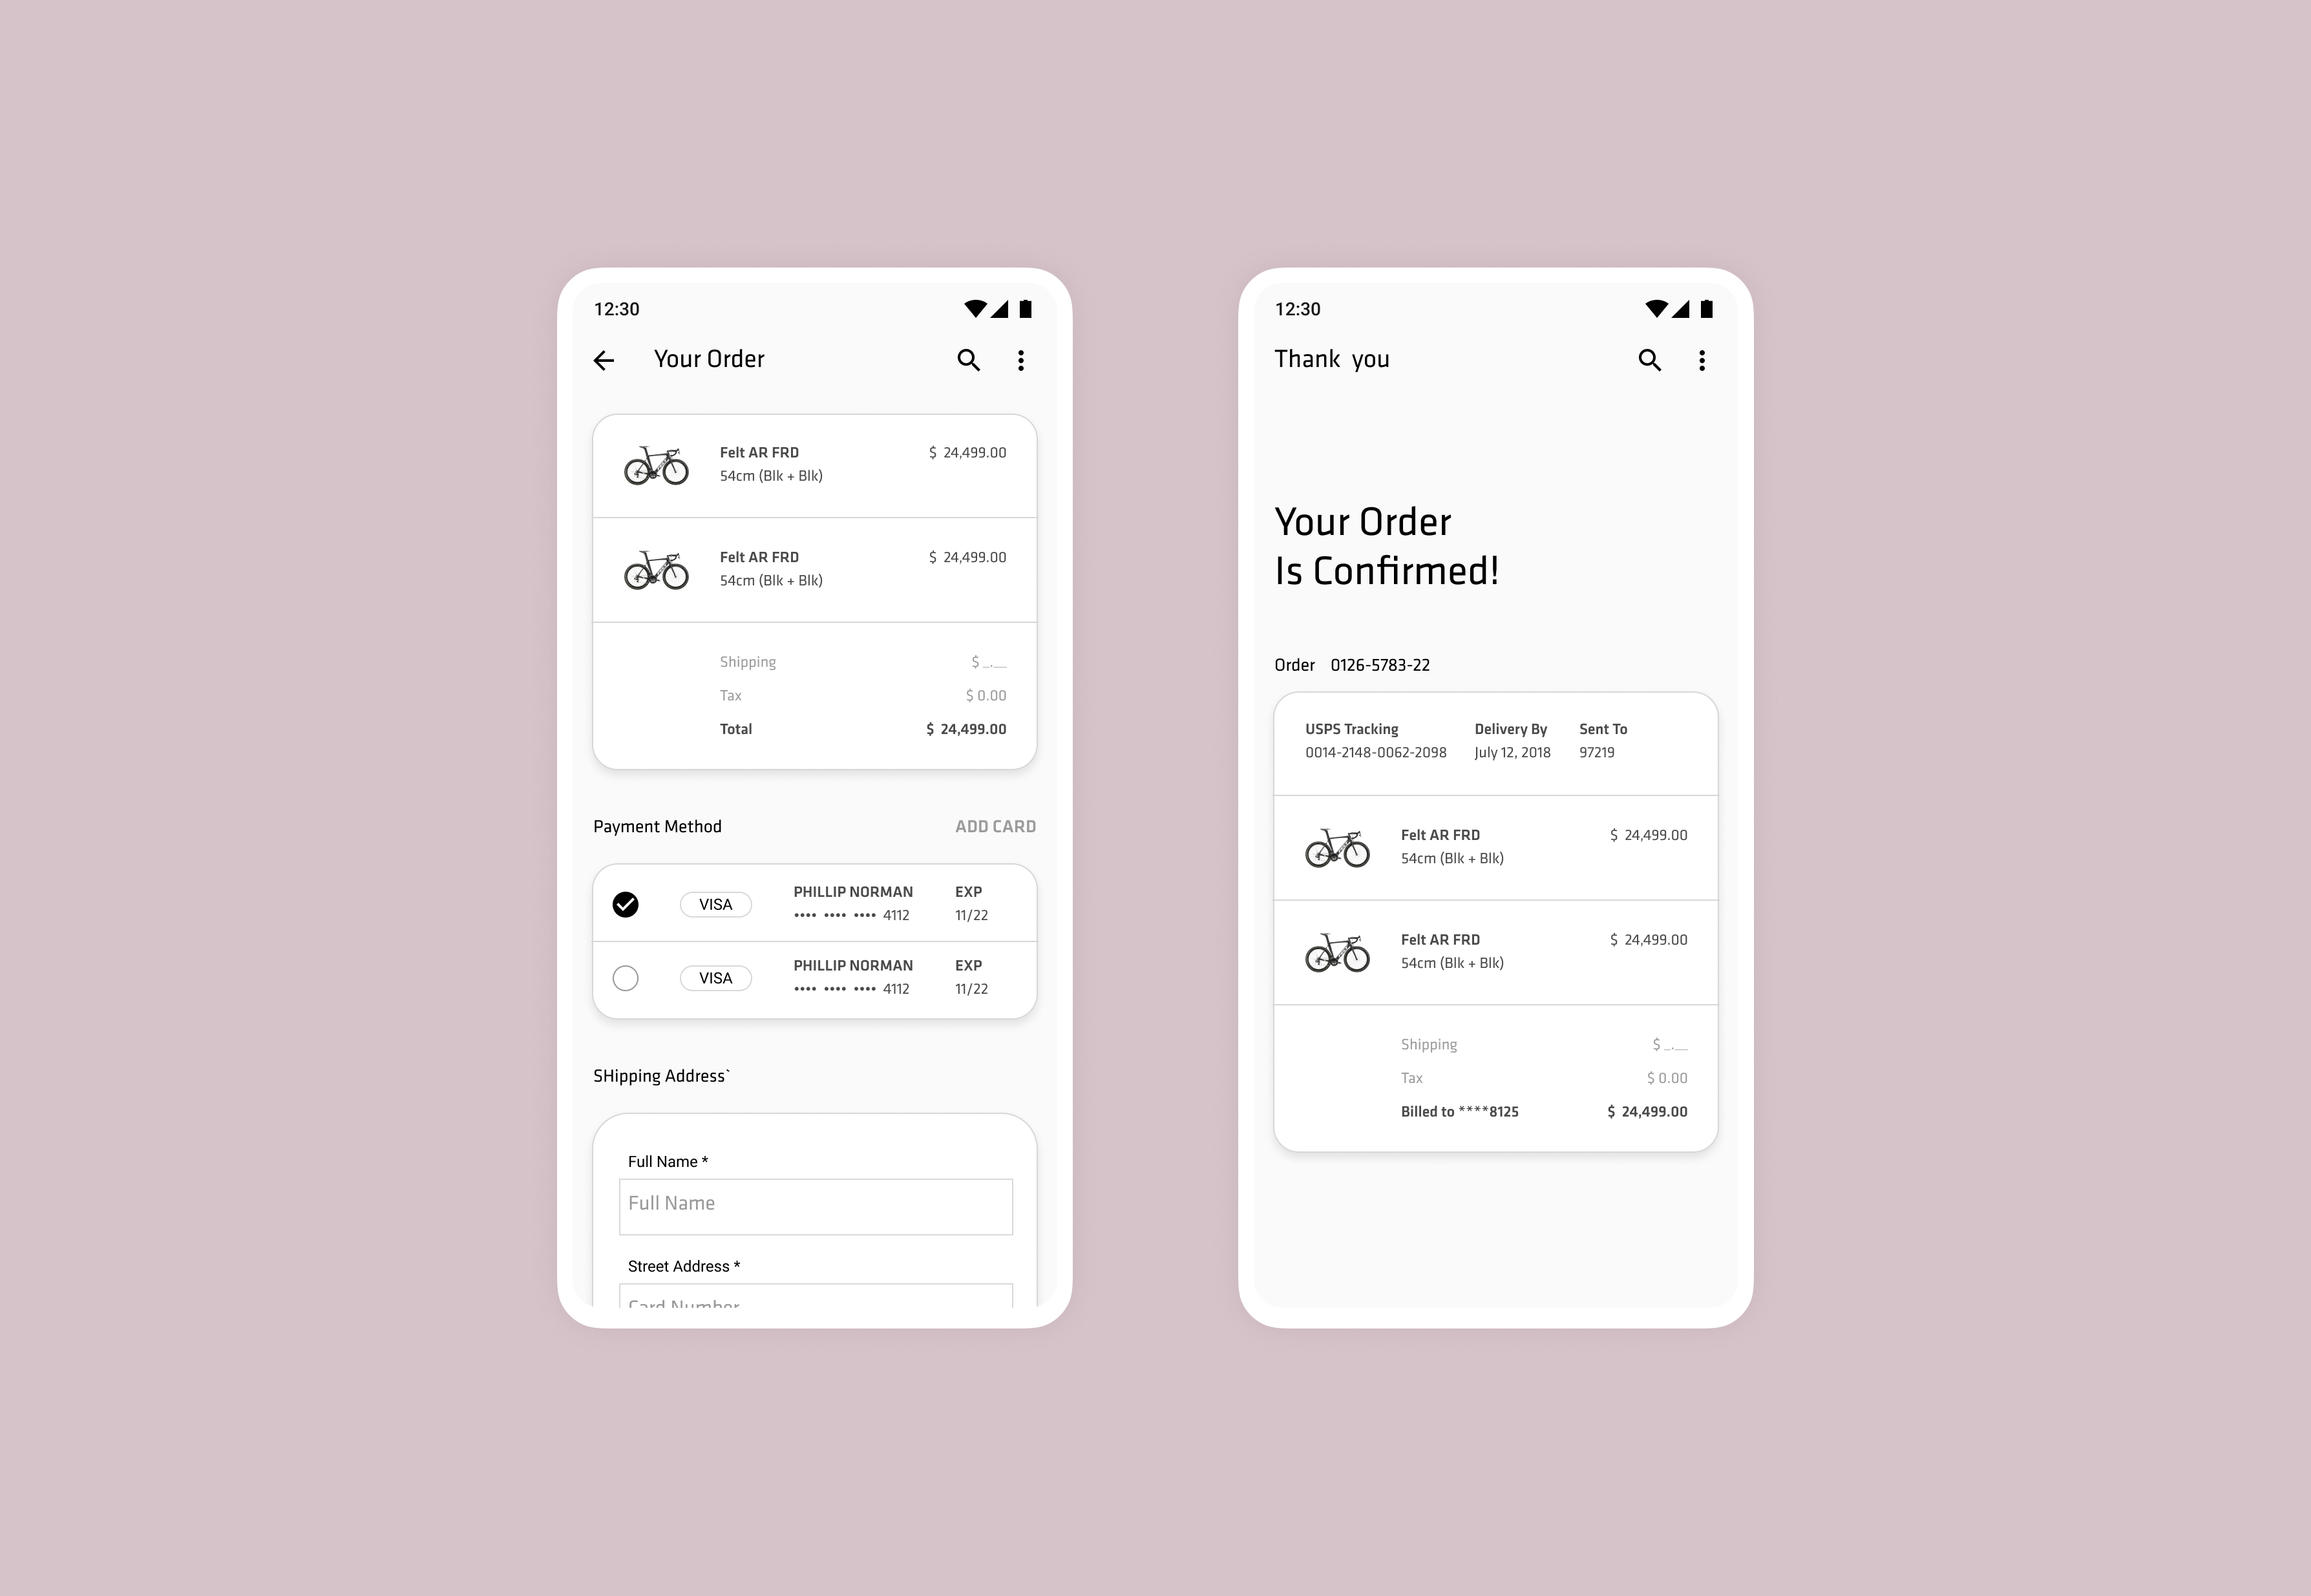 12:30
Your Order
Felt AR FRD $ 24,499.00
54cm (Blk + Blk)
Felt AR FRD $ 24,499.00
54cm (Blk + Blk)
Shipping $ _.__
Tax $ 0.00
Total $ 24,499.00
Payment Method ADD CARD
VISA PHILLIP NORMAN EXP
•••• •••• •••• 4112 11/22
VISA PHILLIP NORMAN EXP
•••• •••• •••• 4112 11/22
SHipping Address`
Full Name *
Full Name
Street Address *
Card Number
12:30
Thank you
Your Order
Is Confirmed!
Order 0126-5783-22
USPS Tracking Delivery By Sent To
0014-2148-0062-2098 July 12, 2018 97219
Felt AR FRD $ 24,499.00
54cm (Blk + Blk)
Felt AR FRD $ 24,499.00
54cm (Blk + Blk)
Shipping $ _.__
Tax $ 0.00
Billed to ****8125 $ 24,499.00